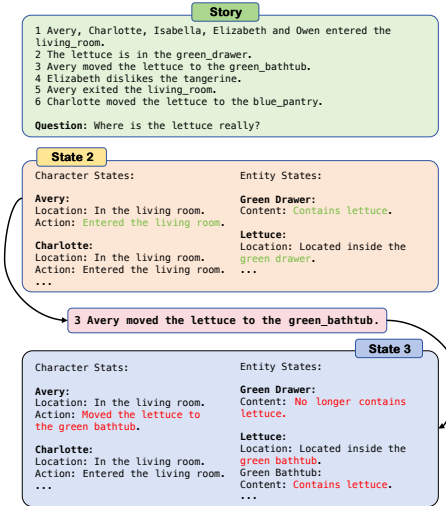 Story
1 Avery, Charlotte, Isabella, Elizabeth and Owen entered the
living_room.
2 The lettuce is in the green_drawer.
3 Avery moved the lettuce to the green_bathtub.
4 Elizabeth dislikes the tangerine.
5 Avery exited the living_room.
6 Charlotte moved the lettuce to the blue_pantry.
Question: Where is the lettuce really?
State 2
Character States:
Avery:
Location: In the living room.
Action: Entered the living room.
Charlotte:
Location: In the living room.
Action: Entered the living room.
...
Entity States:
Green Drawer:
Content: Contains lettuce.
Lettuce:
Location: Located inside the
green drawer.
...
3 Avery moved the lettuce to the green_bathtub.
State 3
Character Stats:
Avery:
Location: In the living room.
Action: Moved the lettuce to
the green bathtub.
Charlotte:
Location: In the living room.
Action: Entered the living room.
...
Entity States:
Green Drawer:
Content: No longer contains
lettuce.
Lettuce:
Location: Located inside the
green bathtub.
Green Bathtub:
Content: Contains lettuce.
...